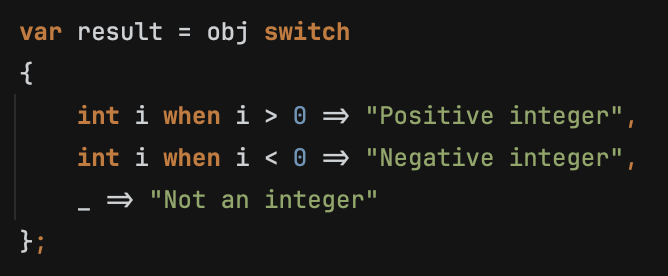 var result = obj switch
{
    int i when i > 0 => "Positive integer",
    int i when i < 0 => "Negative integer",
    _ => "Not an integer"
};